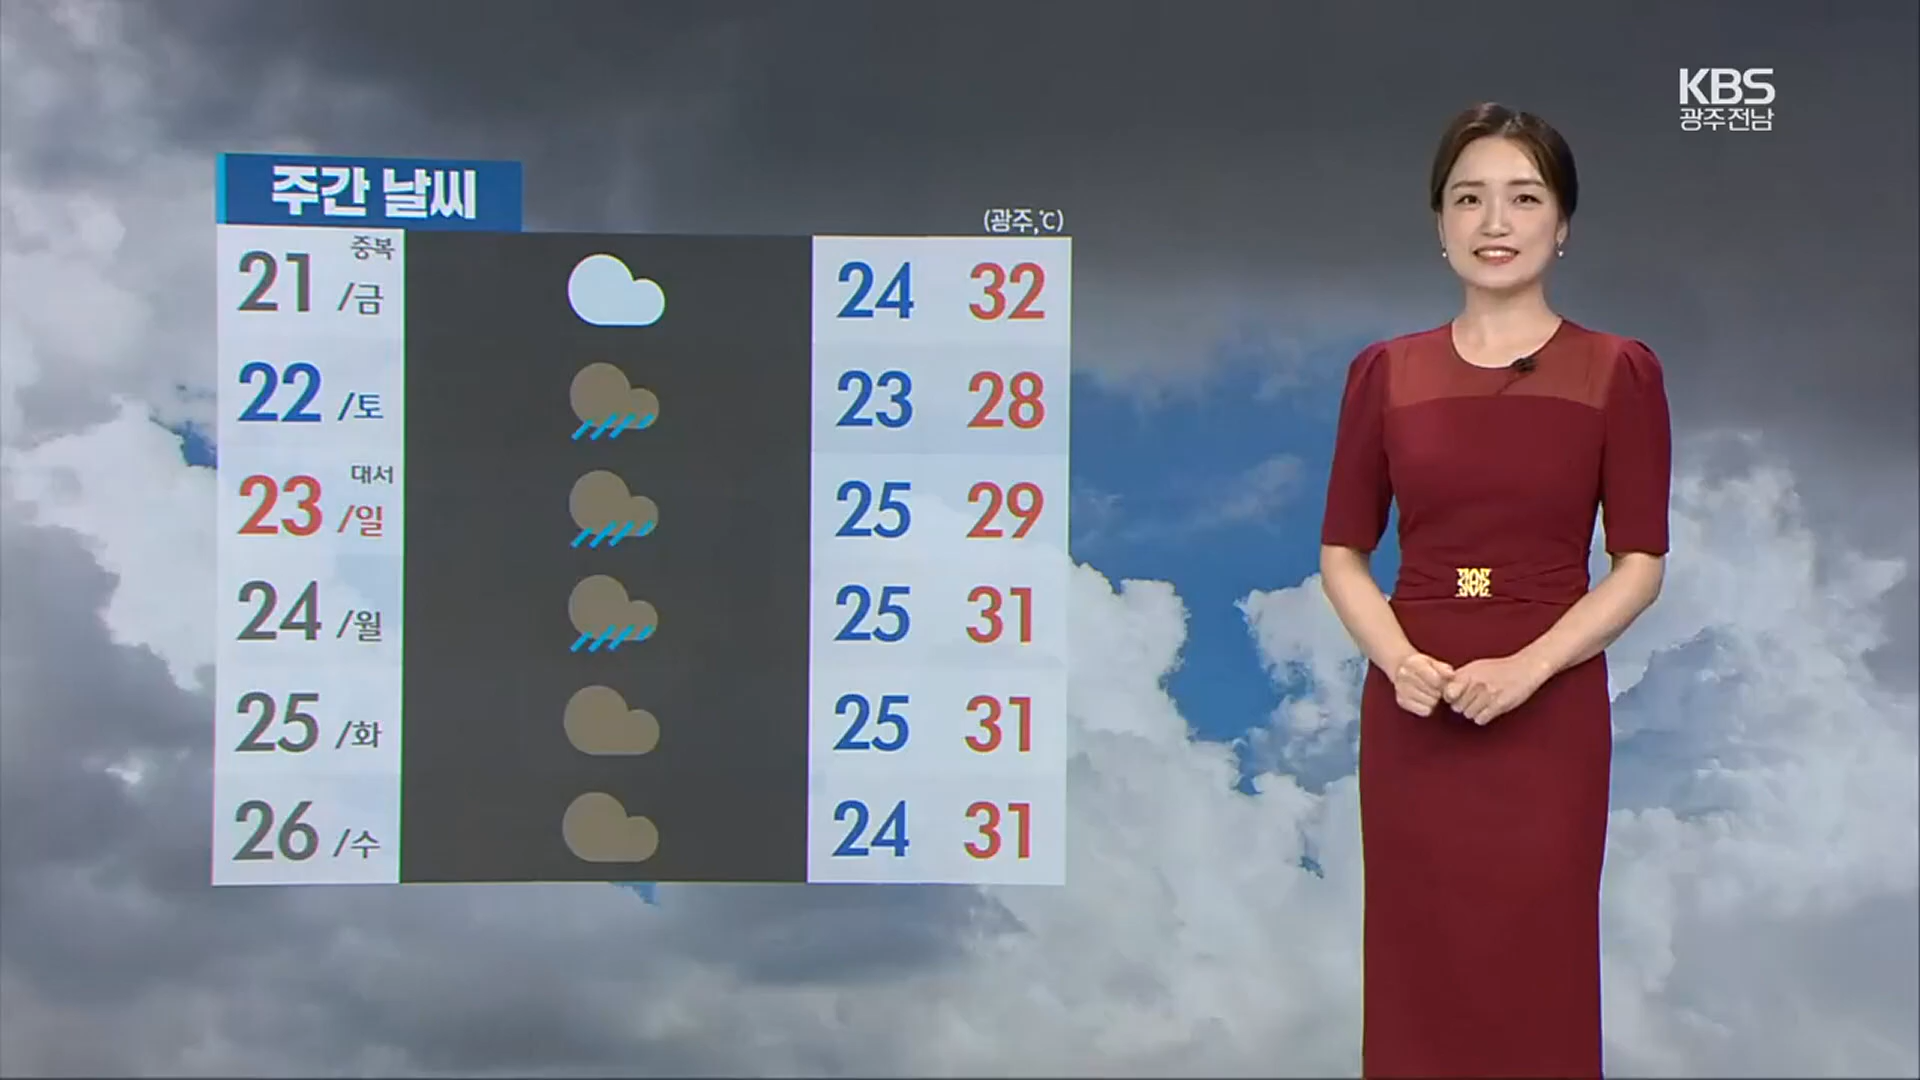 KBS
광주전남
주간 날씨
(광주,℃)
21 /금 중복 24 32
22 /토 23 28
23 /일 대서 25 29
24 /월 25 31
25 /화 25 31
26 /수 24 31